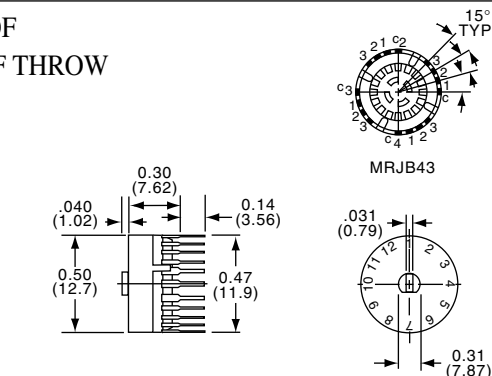 OF
F THROW
15°
TYP
3 2 1 C2
3
2
1
C
C3
1
2
3
C4 1 2 3
MRJB43
0.30
(7.62)
.040
(1.02)
0.14
(3.56)
0.50
(12.7)
0.47
(11.9)
.031
(0.79)
1 2 3 4 5 6 7 8 9 10 11 12
0.31
(7.87)